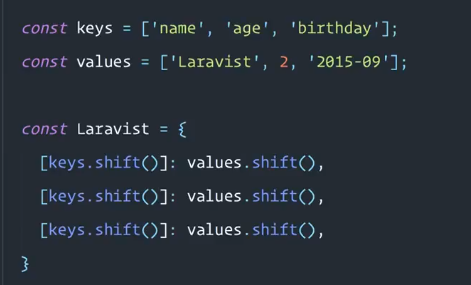 const keys = ['name', 'age', 'birthday'];
const values = ['Laravist', 2, '2015-09'];
const Laravist = {
[keys.shift()]: values.shift(),
[keys.shift()]: values.shift(),
[keys.shift()]: values.shift(),
}